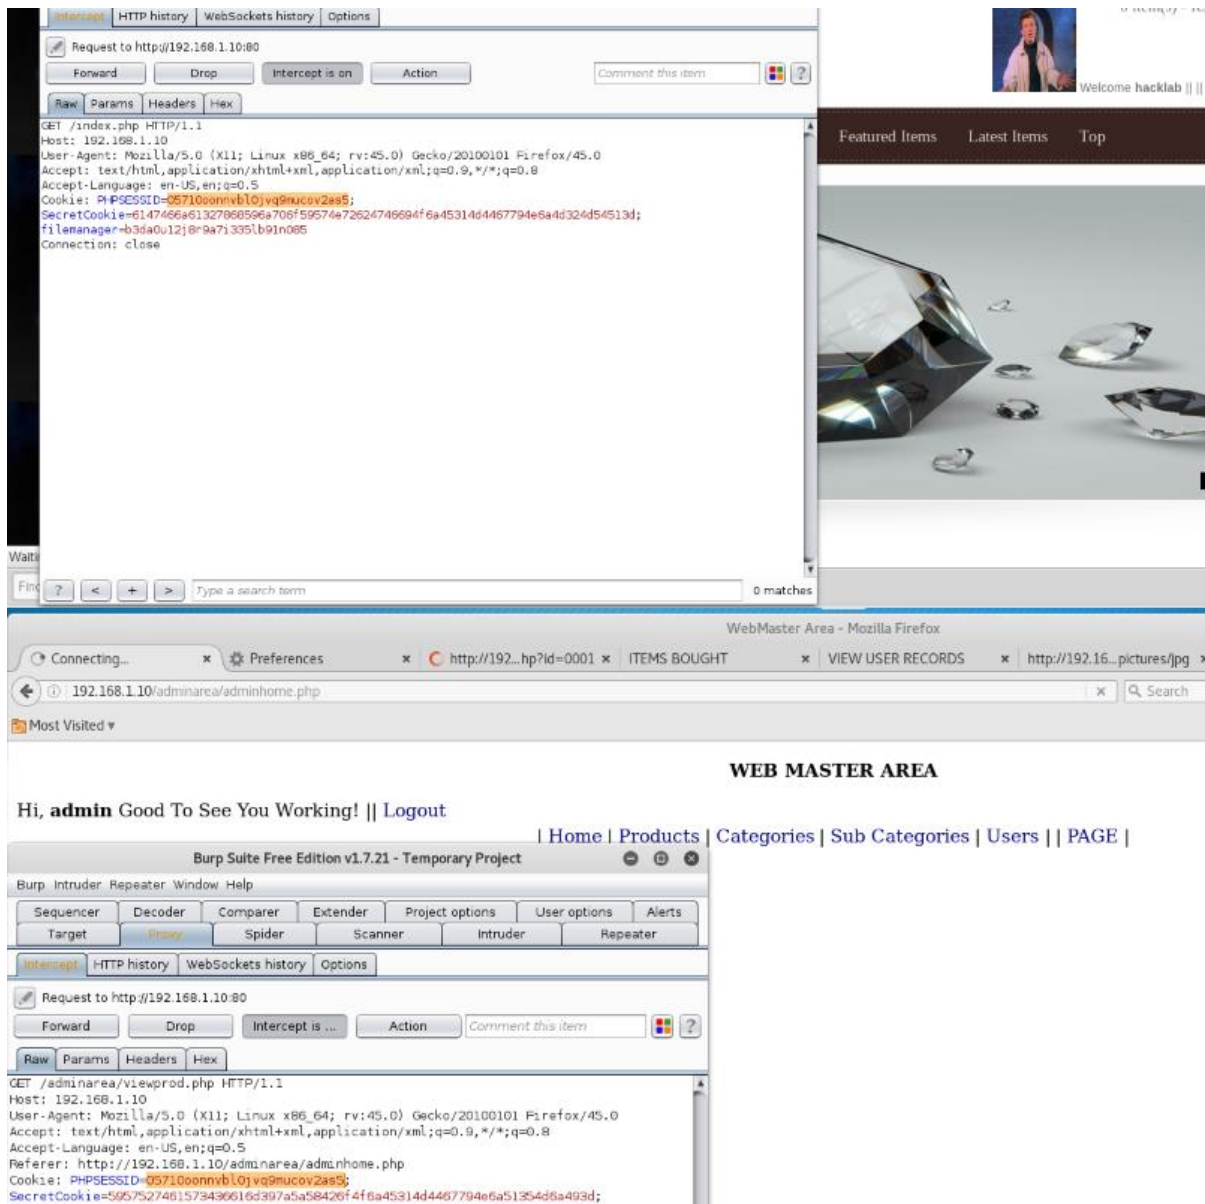 Intercept HTTP history WebSockets history Options
Request to http://192.168.1.10:80
Forward Drop Intercept is on Action Comment this item ?
Welcome hacklab || ||
Raw Params Headers Hex
GET /index.php HTTP/1.1
Host: 192.168.1.10
User-Agent: Mozilla/5.0 (X11; Linux x86_64; rv:45.0) Gecko/20100101 Firefox/45.0
Accept: text/html,application/xhtml+xml,application/xml;q=0.9,*/*;q=0.8
Accept-Language: en-US,en;q=0.5
Cookie: PHPSESSID=05710oonnvbl0jvq9mucov2as5;
SecretCookie=
filemanager=b3da0u12j8r9a7i335lb91n085
Connection: close
Featured Items Latest Items Top
? < + > Type a search term 0 matches
WebMaster Area - Mozilla Firefox
Connecting... Preferences http://192...hp?id=0001 ITEMS BOUGHT VIEW USER RECORDS http://192.16...pictures/jpg
192.168.1.10/adminarea/adminhome.php Search
Most Visited
WEB MASTER AREA
Hi, admin Good To See You Working! || Logout
| Home | Products | Categories | Sub Categories | Users | | PAGE |
Burp Suite Free Edition v1.7.21 - Temporary Project
Burp Intruder Repeater Window Help
Sequencer Decoder Comparer Extender Project options User options Alerts
Target Proxy Spider Scanner Intruder Repeater
Intercept HTTP history WebSockets history Options
Request to http://192.168.1.10:80
Forward Drop Intercept is ... Action Comment this item ?
Raw Params Headers Hex
GET /adminarea/viewprod.php HTTP/1.1
Host: 192.168.1.10
User-Agent: Mozilla/5.0 (X11; Linux x86_64; rv:45.0) Gecko/20100101 Firefox/45.0
Accept: text/html,application/xhtml+xml,application/xml;q=0.9,*/*;q=0.8
Accept-Language: en-US,en;q=0.5
Referer: http://192.168.1.10/adminarea/adminhome.php
Cookie: PHPSESSID=05710oonnvbl0jvq9mucov2as5;
SecretCookie=